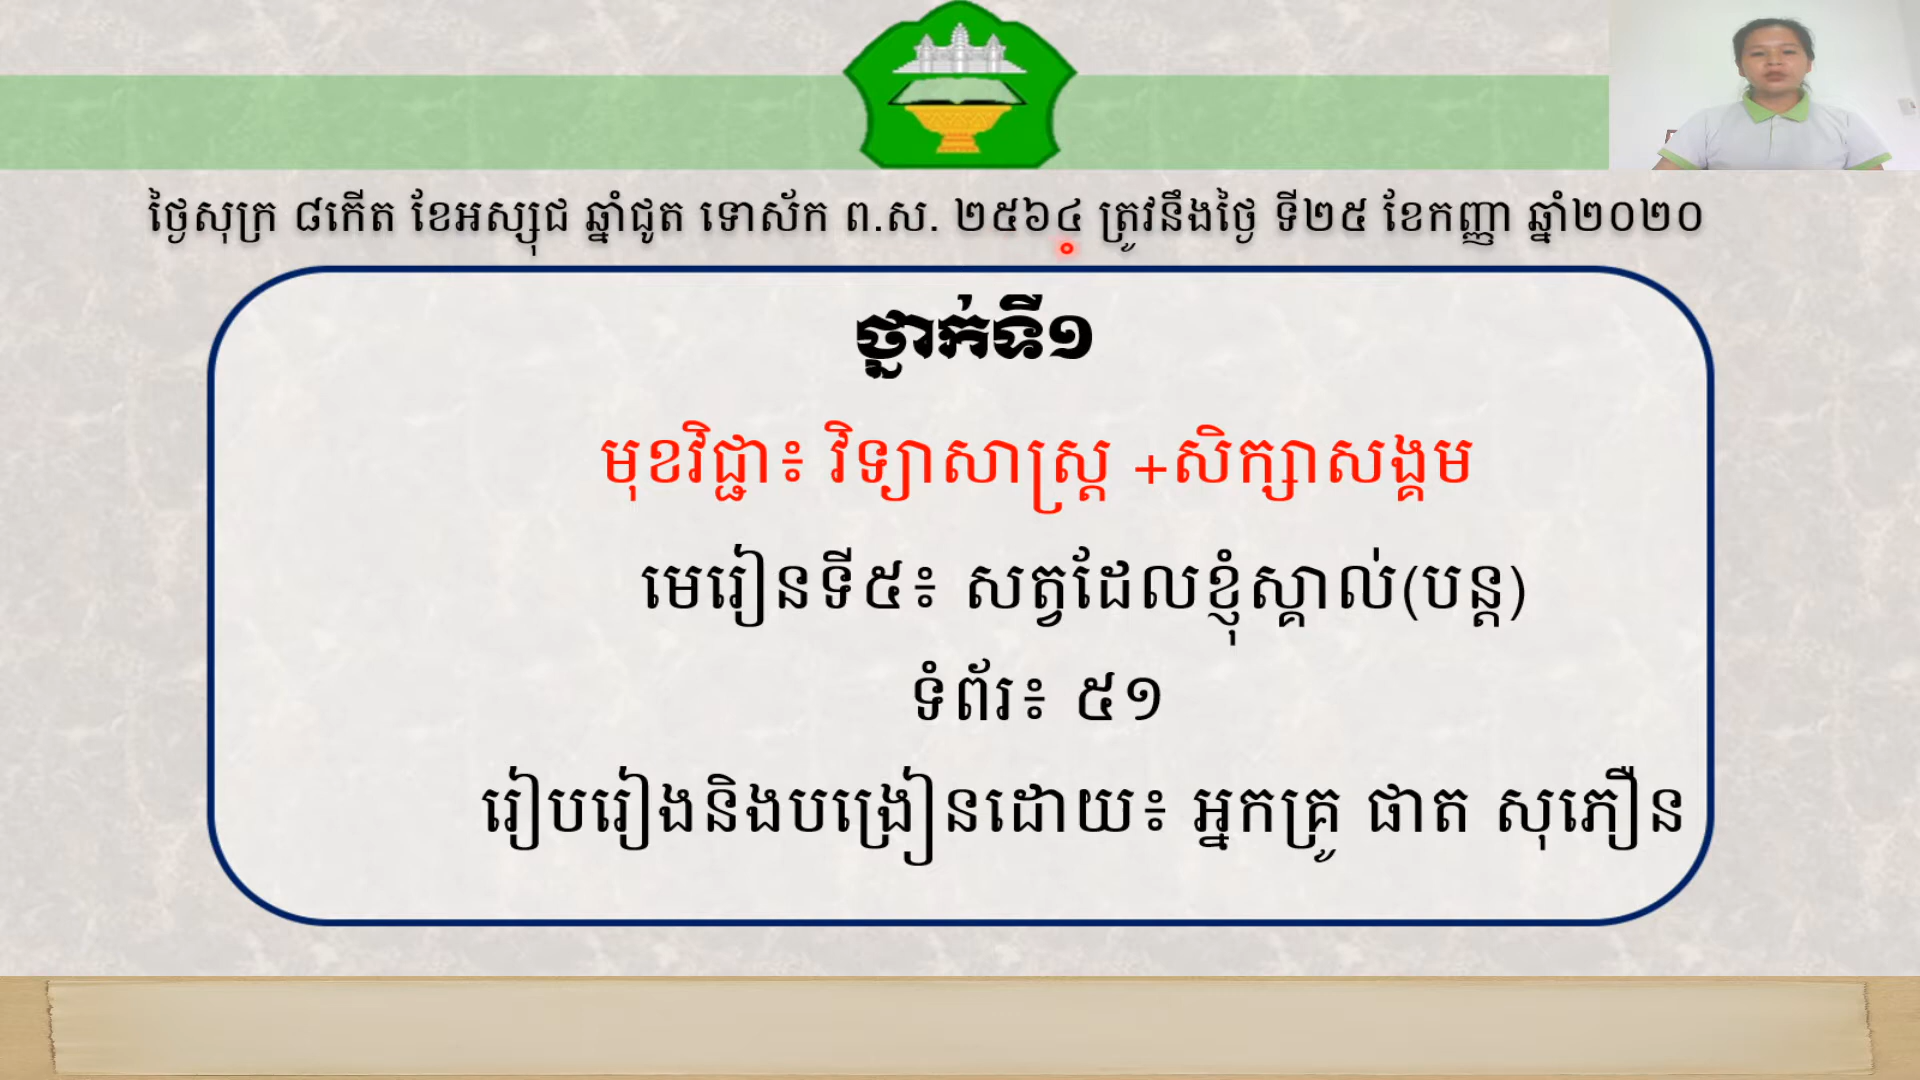 ថ្ងៃសុក្រ ៨កើត ខែអស្សុជ ឆ្នាំជូត ទោស័ក ព.ស. ២៥៦៤ ត្រូវនឹងថ្ងៃ ទី២៥ ខែកញ្ញា ឆ្នាំ២០២០
ថ្នាក់ទី១
មុខវិជ្ជា៖ វិទ្យាសាស្ត្រ +សិក្សាសង្គម
មេរៀនទី៥៖ សត្វដែលខ្ញុំស្គាល់(បន្ត)
ទំព័រ៖ ៥១
រៀបរៀងនិងបង្រៀនដោយ៖ អ្នកគ្រូ ផាត សុភឿន